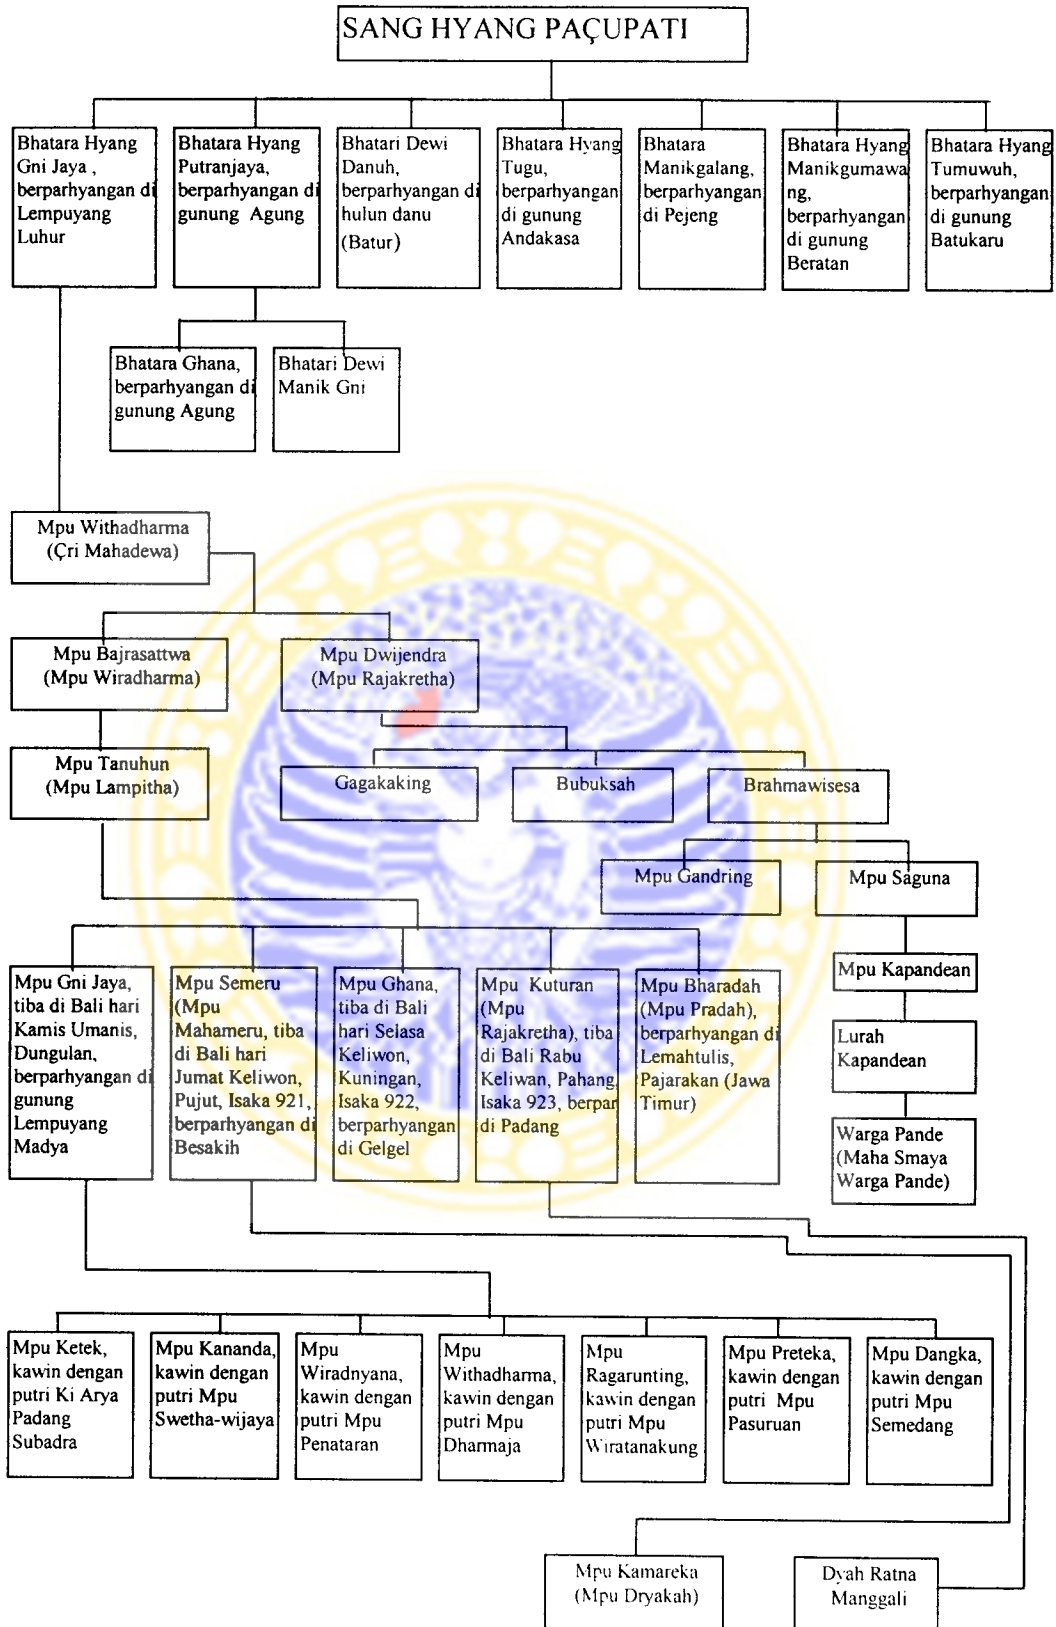 SANG HYANG PAÇUPATI
Bhatara Hyang
Gni Jaya ,
berparhyangan di
Lempuyang
Luhur
Bhatara Hyang
Putranjaya,
berparhyangan di
gunung Agung
Bhatari Dewi
Danuh,
berparhyangan di
hulun danu
(Batur)
Bhatara Hyang
Tugu,
berparhyangan
di gunung
Andakasa
Bhatara
Manikgalang,
berparhyangan
di Pejeng
Bhatara Hyang
Manikgumawa
ng,
berparhyangan
di gunung
Beratan
Bhatara Hyang
Tumuwuh,
berparhyangan
di gunung
Batukaru
Bhatara Ghana,
berparhyangan di
gunung Agung
Bhatari Dewi
Manik Gni
Mpu Withadharma
(Çri Mahadewa)
Mpu Bajrasattwa
(Mpu Wiradharma)
Mpu Dwijendra
(Mpu Rajakretha)
Mpu Tanuhun
(Mpu Lampitha)
Gagakaking
Bubuksah
Brahmawisesa
Mpu Gandring
Mpu Saguna
Mpu Gni Jaya,
tiba di Bali hari
Kamis Umanis,
Dungulan,
berparhyangan di
gunung
Lempuyang
Madya
Mpu Semeru
(Mpu
Mahameru, tiba
di Bali hari
Jumat Keliwon,
Pujut, Isaka 921,
berparhyangan di
Besakih
Mpu Ghana,
tiba di Bali
hari Selasa
Keliwon,
Kuningan,
Isaka 922,
berparhyangan
di Gelgel
Mpu Kuturan
(Mpu
Rajakretha), tiba
di Bali Rabu
Keliwan, Pahang
Isaka 923, berpar
di Padang
Mpu Bharadah
(Mpu Pradah),
berparhyangan di
Lemahtulis,
Pajarakan (Jawa
Timur)
Mpu Kapandean
Lurah
Kapandean
Warga Pande
(Maha Smaya
Warga Pande)
Mpu Ketek,
kawin dengan
putri Ki Arya
Padang
Subadra
Mpu Kananda,
kawin dengan
putri Mpu
Swetha-wijaya
Mpu
Wiradnyana,
kawin dengan
putri Mpu
Penataran
Mpu
Withadharma,
kawin dengan
putri Mpu
Dharmaja
Mpu
Ragarunting,
kawin dengan
putri Mpu
Wiratanakung
Mpu Preteka,
kawin dengan
putri Mpu
Pasuruan
Mpu Dangka,
kawin dengan
putri Mpu
Semedang
Mpu Kamareka
(Mpu Dryakah)
Dyah Ratna
Manggali